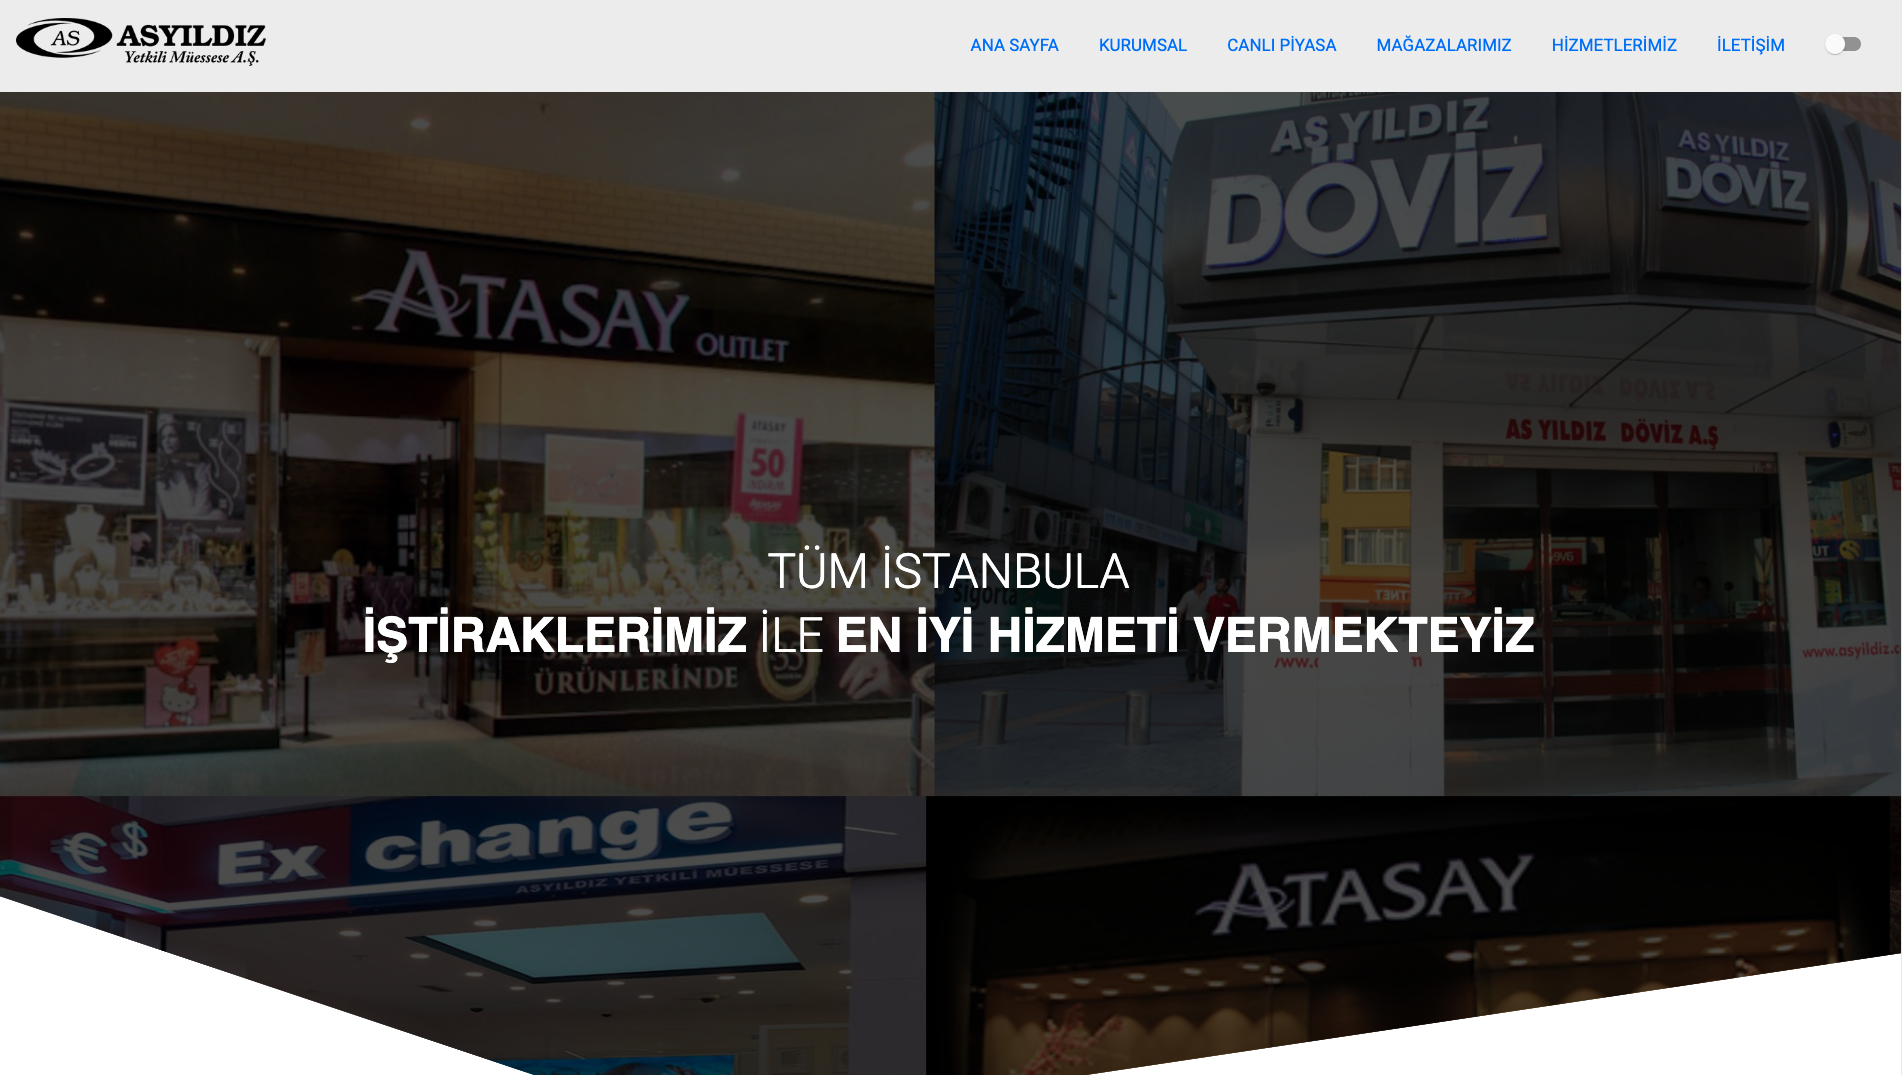 AS
ASYILDIZ
Yetkili Müessese A.Ş.
ANA SAYFA
KURUMSAL
CANLI PİYASA
MAĞAZALARIMIZ
HİZMETLERİMİZ
İLETİŞİM
ATASAY OUTLET
AS YILDIZ
DÖVİZ
AS YILDIZ
DÖVİZ
AS YILDIZ DÖVİZ A.Ş
ATASAY
50
TÜM İSTANBULA
İŞTİRAKLERİMİZ İLE EN İYİ HİZMETİ VERMEKTEYİZ
Sigorta
ÜRÜNLERİNDE
www.asyildiz.c
€ $
Ex change
ASYILDIZ YETKİLİ MÜESSESE
ATASAY